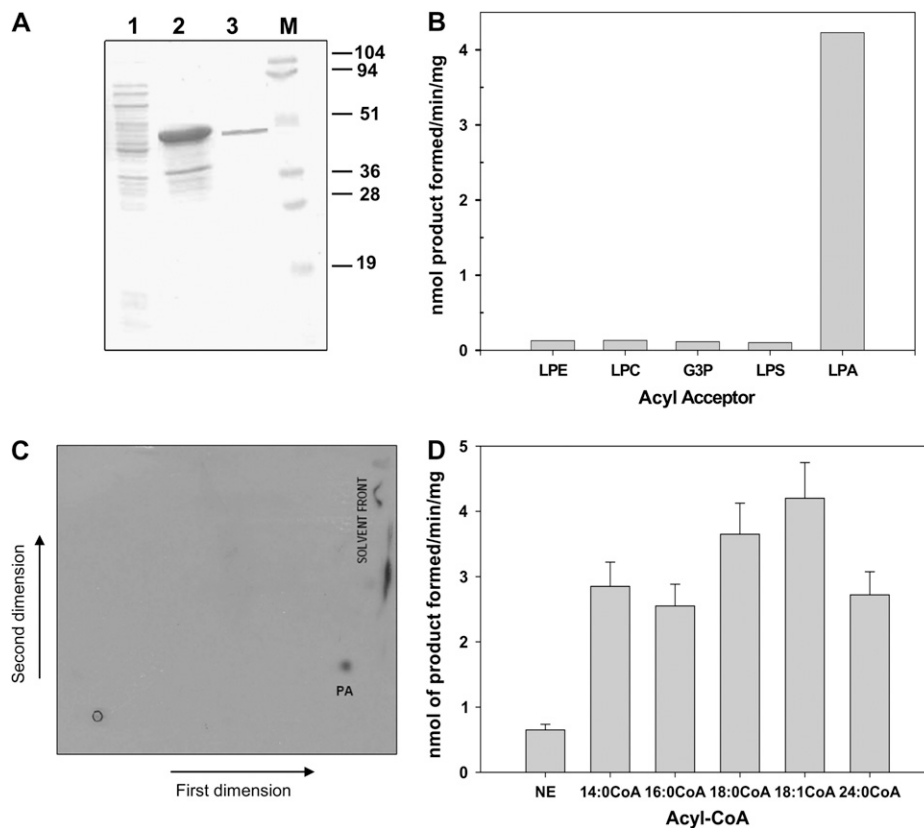 A
1 2 3 M
104
94
51
36
28
19
B
nmol product formed/min/mg
4
3
2
1
0
LPE LPC G3P LPS LPA
Acyl Acceptor
C
Second dimension
SOLVENT FRONT
PA
First dimension
D
nmol of product formed/min/mg
5
4
3
2
1
0
NE 14:0CoA 16:0CoA 18:0CoA 18:1CoA 24:0CoA
Acyl-CoA